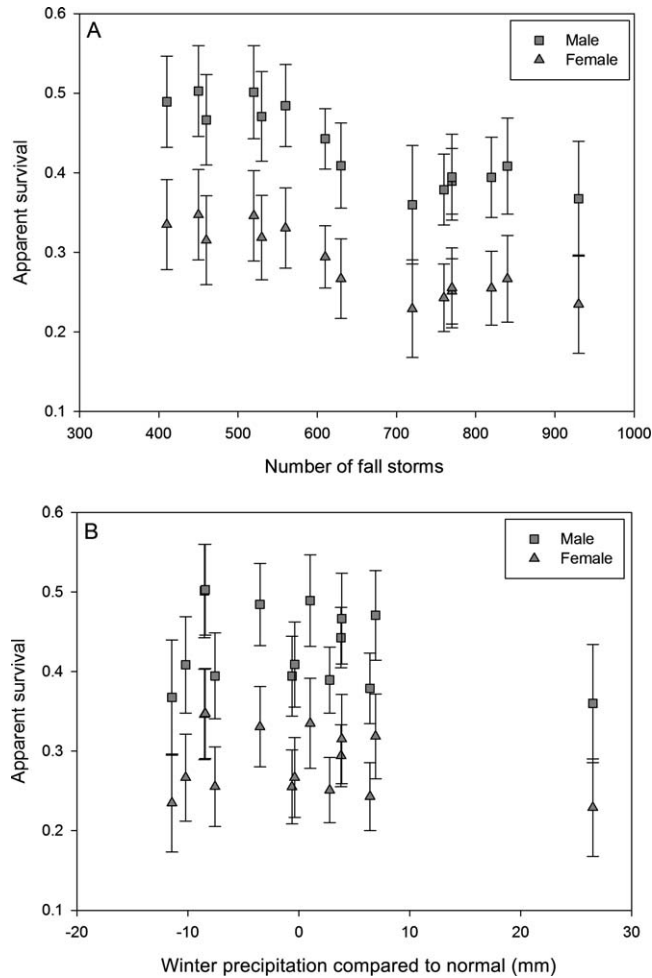 A
Male
Female
0.6
0.5
0.4
0.3
0.2
0.1
Apparent survival
300 400 500 600 700 800 900 1000
Number of fall storms
B
Male
Female
0.6
0.5
0.4
0.3
0.2
0.1
Apparent survival
-20 -10 0 10 20 30
Winter precipitation compared to normal (mm)